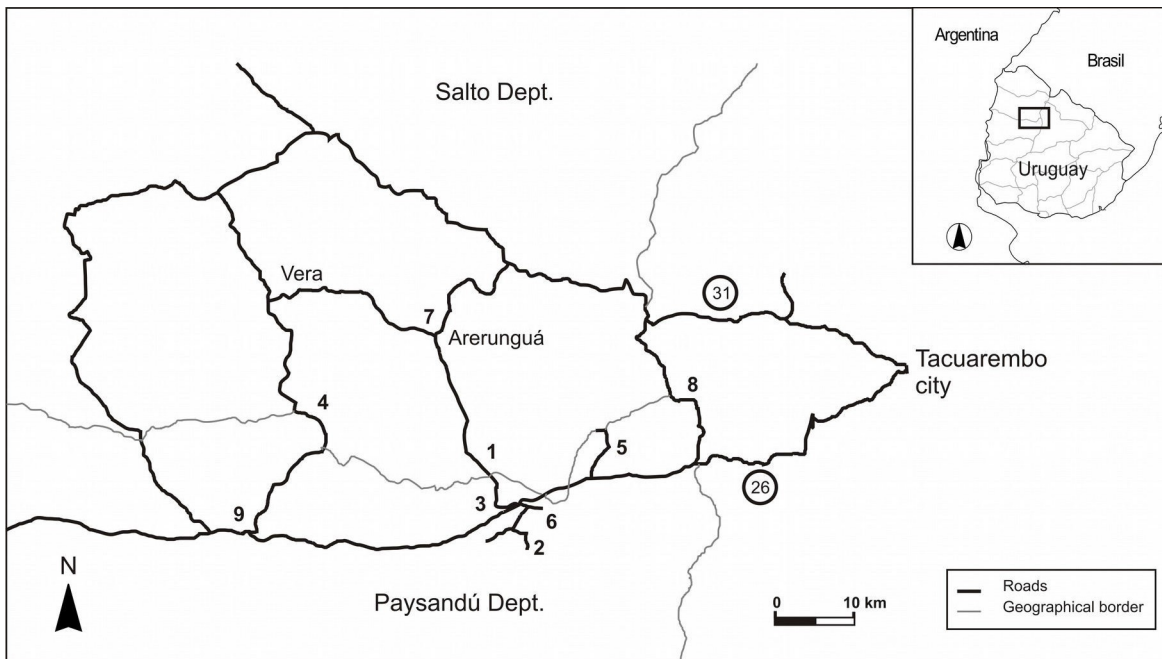 Argentina
Brasil
Uruguay
Salto Dept.
Vera
31
7
Arerunguá
Tacuarembo
city
8
4
1
5
3
9
6
26
2
N
Paysandú Dept.
0 10 km
Roads
Geographical border